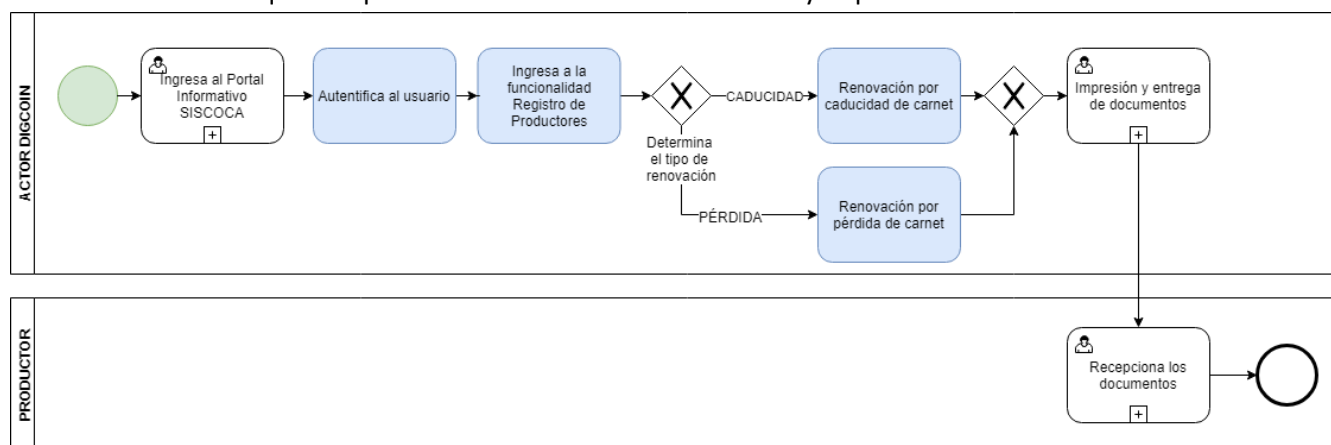 ACTOR DIGCOIN
Ingresa al Portal
Informativo
SISCOCA
Autentifica al usuario
Ingresa a la
funcionalidad
Registro de
Productores
Determina
el tipo de
renovación
CADUCIDAD
PÉRDIDA
Renovación por
caducidad de carnet
Renovación por
pérdida de carnet
Impresión y entrega
de documentos
PRODUCTOR
Recepciona los
documentos